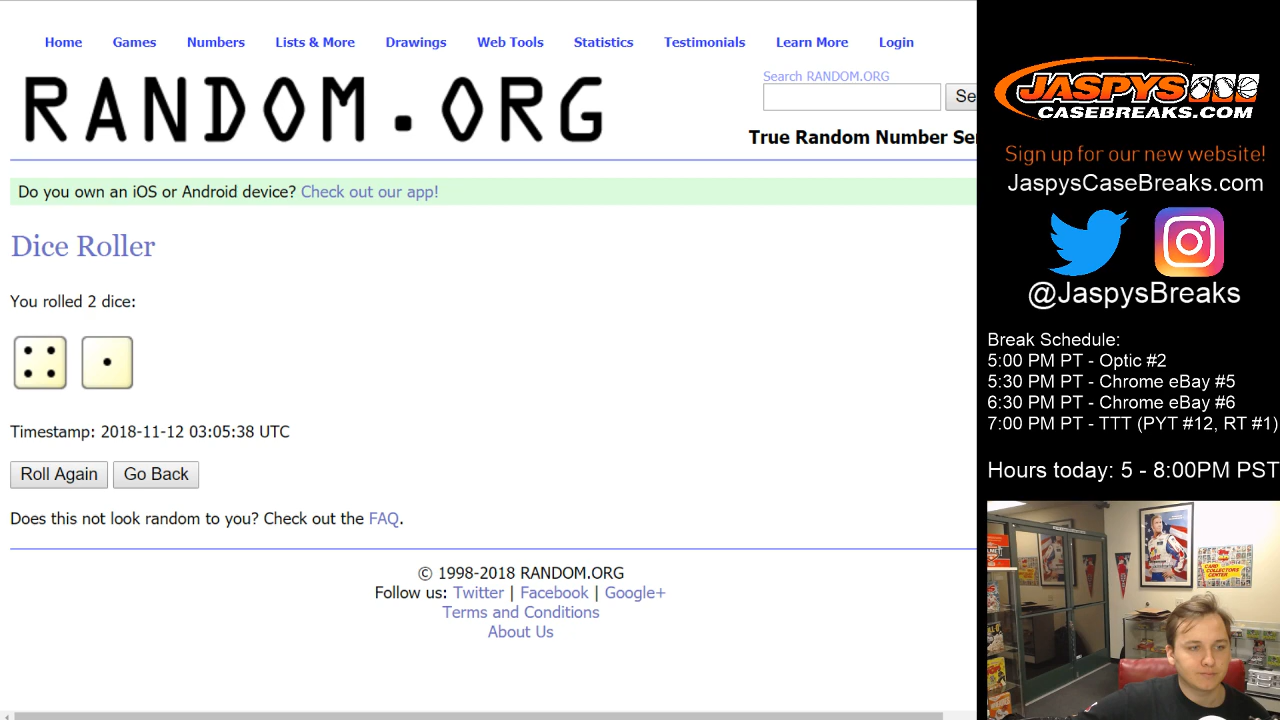 Home Games Numbers Lists & More Drawings Web Tools Statistics Testimonials Learn More Login
RANDOM.ORG
Search RANDOM.ORG
Se
True Random Number Se
Do you own an iOS or Android device? Check out our app!
Dice Roller
You rolled 2 dice:
Timestamp: 2018-11-12 03:05:38 UTC
Roll Again Go Back
Does this not look random to you? Check out the FAQ.
© 1998-2018 RANDOM.ORG
Follow us: Twitter | Facebook | Google+
Terms and Conditions
About Us
JASPYS
CASEBREAKS.COM
Sign up for our new website!
JaspysCaseBreaks.com
@JaspysBreaks
Break Schedule:
5:00 PM PT - Optic #2
5:30 PM PT - Chrome eBay #5
6:30 PM PT - Chrome eBay #6
7:00 PM PT - TTT (PYT #12, RT #1)
Hours today: 5 - 8:00PM PST
Topps
CARD
COLLECTORS
CENTER